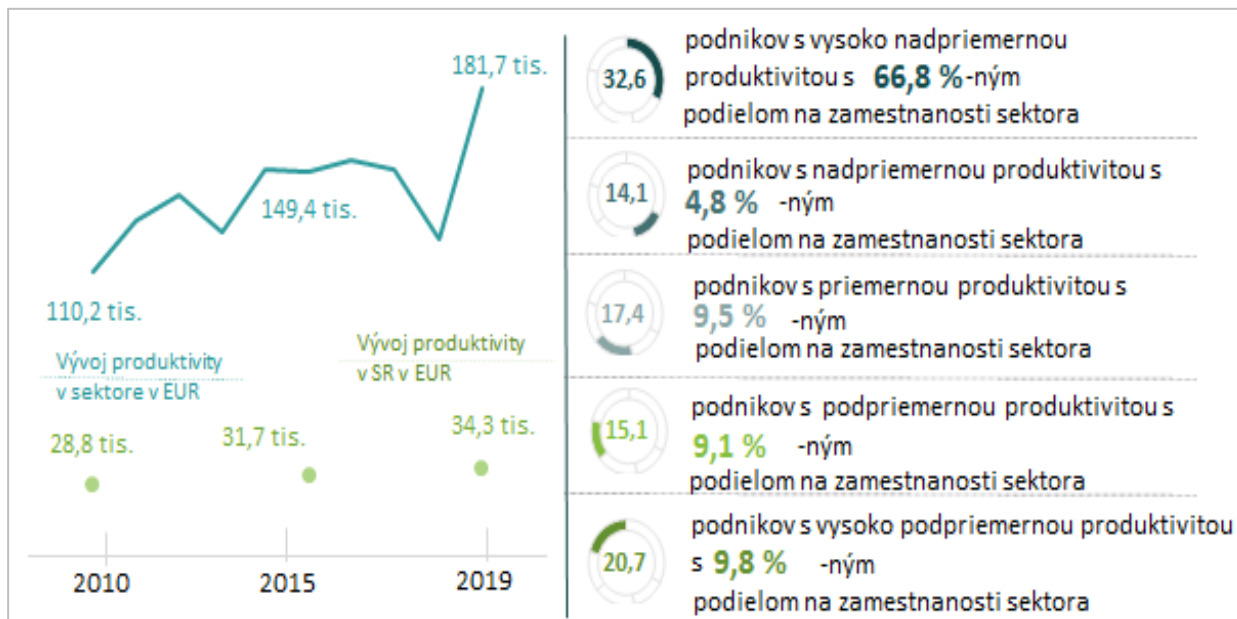 181,7 tis.
149,4 tis.
110,2 tis.
Vývoj produktivity
v sektore v EUR
Vývoj produktivity
v SR v EUR
28,8 tis.
31,7 tis.
34,3 tis.
2010
2015
2019
32,6
podnikov s vysoko nadpriemernou
produktivitou s 66,8 %-ným
podielom na zamestnanosti sektora
14,1
podnikov s nadpriemernou produktivitou s
4,8 % -ným
podielom na zamestnanosti sektora
17,4
podnikov s priemernou produktivitou s
9,5 % -ným
podielom na zamestnanosti sektora
15,1
podnikov s podpriemernou produktivitou s
9,1 % -ným
podielom na zamestnanosti sektora
20,7
podnikov s vysoko podpriemernou produktivitou
s 9,8 % -ným
podielom na zamestnanosti sektora